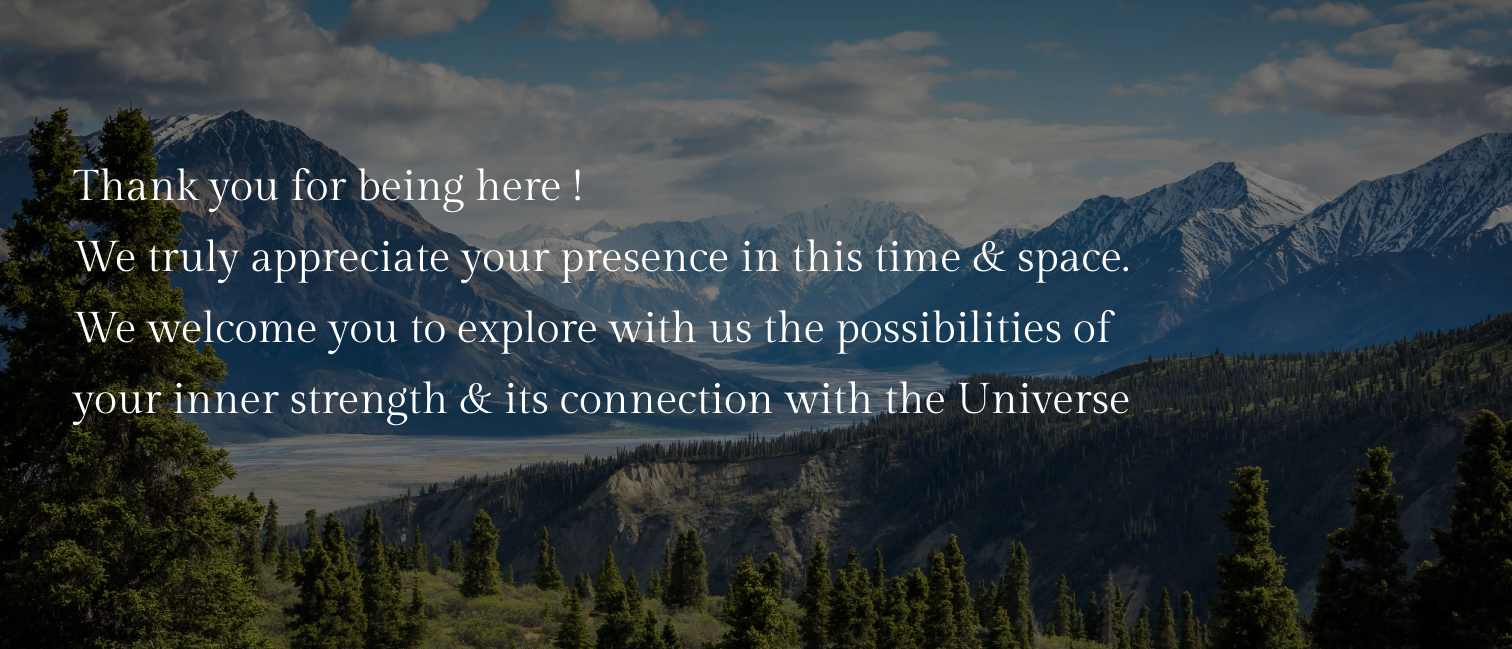 Thank you for being here !
We truly appreciate your presence in this time & space.
We welcome you to explore with us the possibilities of
your inner strength & its connection with the Universe